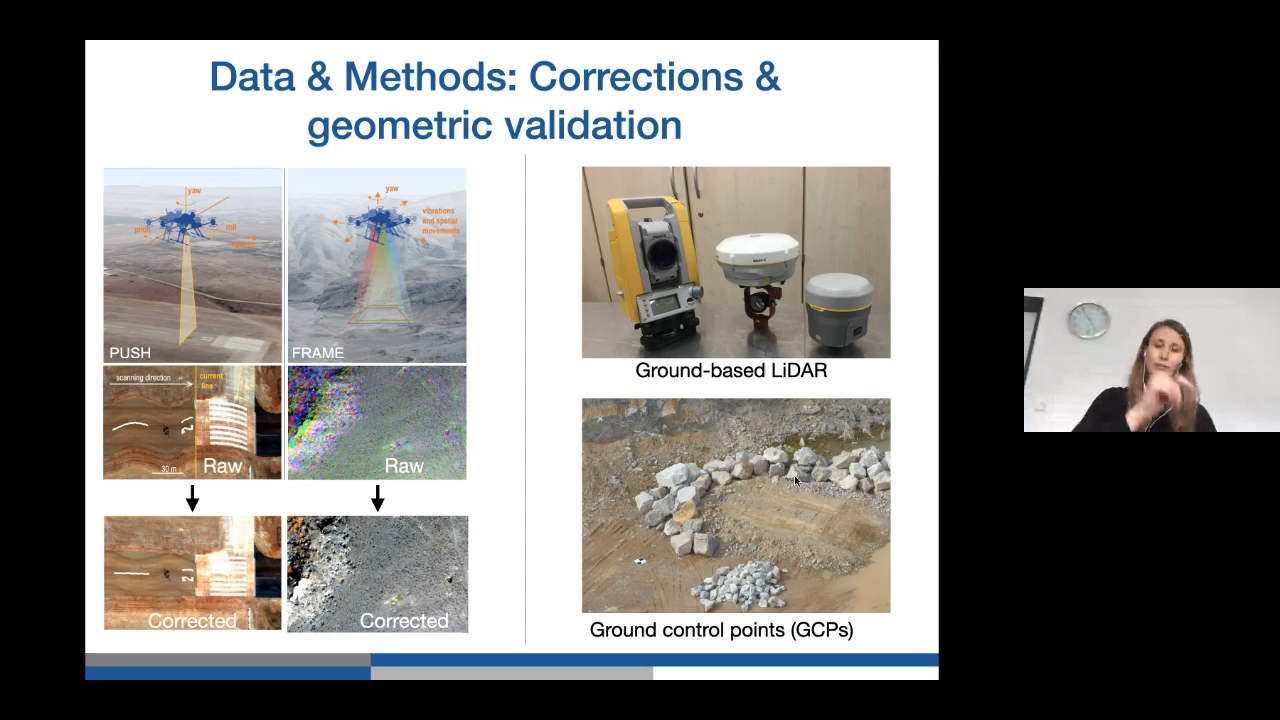 Data & Methods: Corrections &
geometric validation
yaw
pitch
roll
PUSH
yaw
vibrations
and spatial
movements
FRAME
scanning direction
current
line
30 m
Raw
Raw
Corrected
Corrected
Ground-based LiDAR
Ground control points (GCPs)